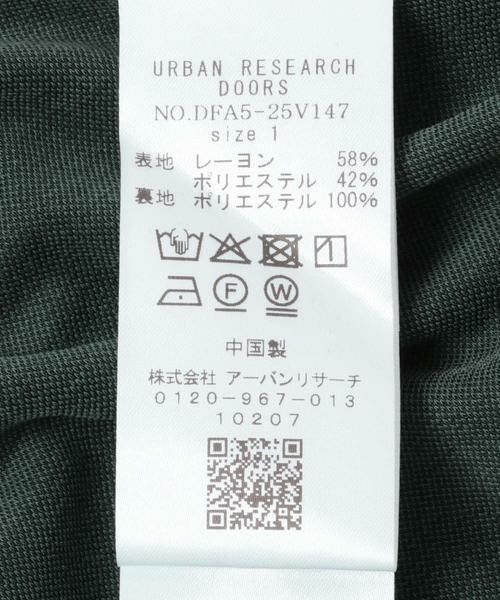 URBAN RESEARCH
DOORS
NO.DFA5-25V147
size 1
表地 レーヨン 58%
ポリエステル 42%
裏地 ポリエステル 100%
F W
中国製
株式会社 アーバンリサーチ
0120-967-013
10207